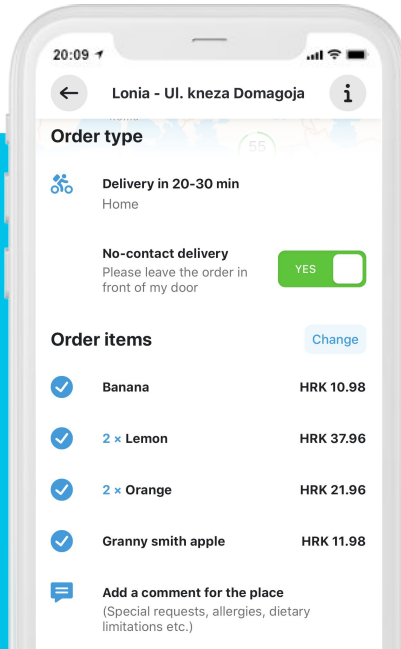 20:09
Lonia - Ul. kneza Domagoja
i
Order type
55
Delivery in 20-30 min
Home
No-contact delivery
Please leave the order in
front of my door
YES
Order items
Change
Banana
HRK 10.98
2 × Lemon
HRK 37.96
2 × Orange
HRK 21.96
Granny smith apple
HRK 11.98
Add a comment for the place
(Special requests, allergies, dietary
limitations etc.)